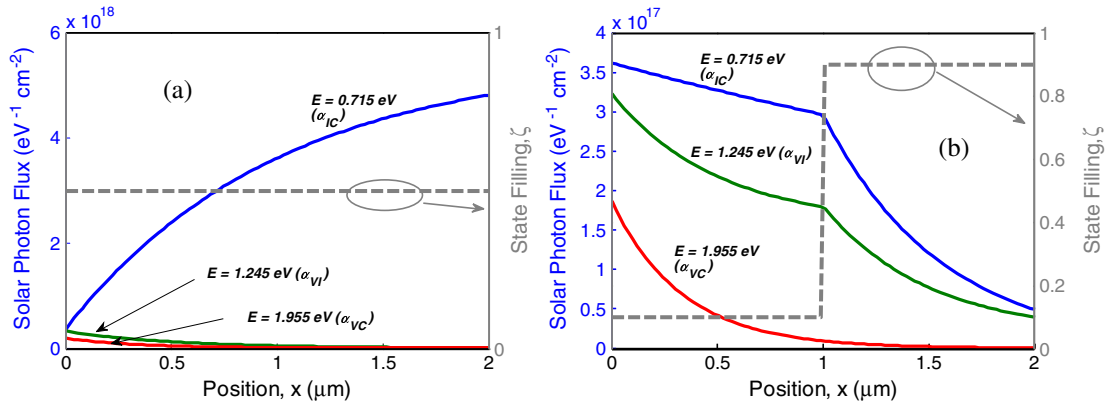 x 10^18
6
4
2
0
Solar Photon Flux (eV^-1 cm^-2)
(a)
E = 0.715 eV
(α_IC)
E = 1.245 eV (α_VI)
E = 1.955 eV (α_VC)
1
0
State Filling,ζ
0
0.5
1
1.5
2
Position, x (μm)
x 10^17
4
3.5
3
2.5
2
1.5
1
0.5
0
Solar Photon Flux (eV^-1 cm^-2)
E = 0.715 eV
(α_IC)
E = 1.245 eV (α_VI)
(b)
E = 1.955 eV
(α_VC)
1
0.8
0.6
0.4
0.2
0
State Filling,ζ
0
0.5
1
1.5
2
Position, x (μm)